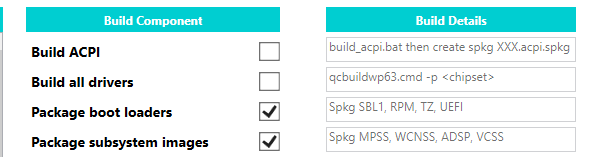 Build Component Build Details
Build ACPI build_acpi.bat then create spkg XXX.acpi.spkg
Build all drivers qcbuildwp63.cmd -p <chipset>
Package boot loaders Spkg SBL1, RPM, TZ, UEFI
Package subsystem images Spkg MPSS, WCNSS, ADSP, VCSS